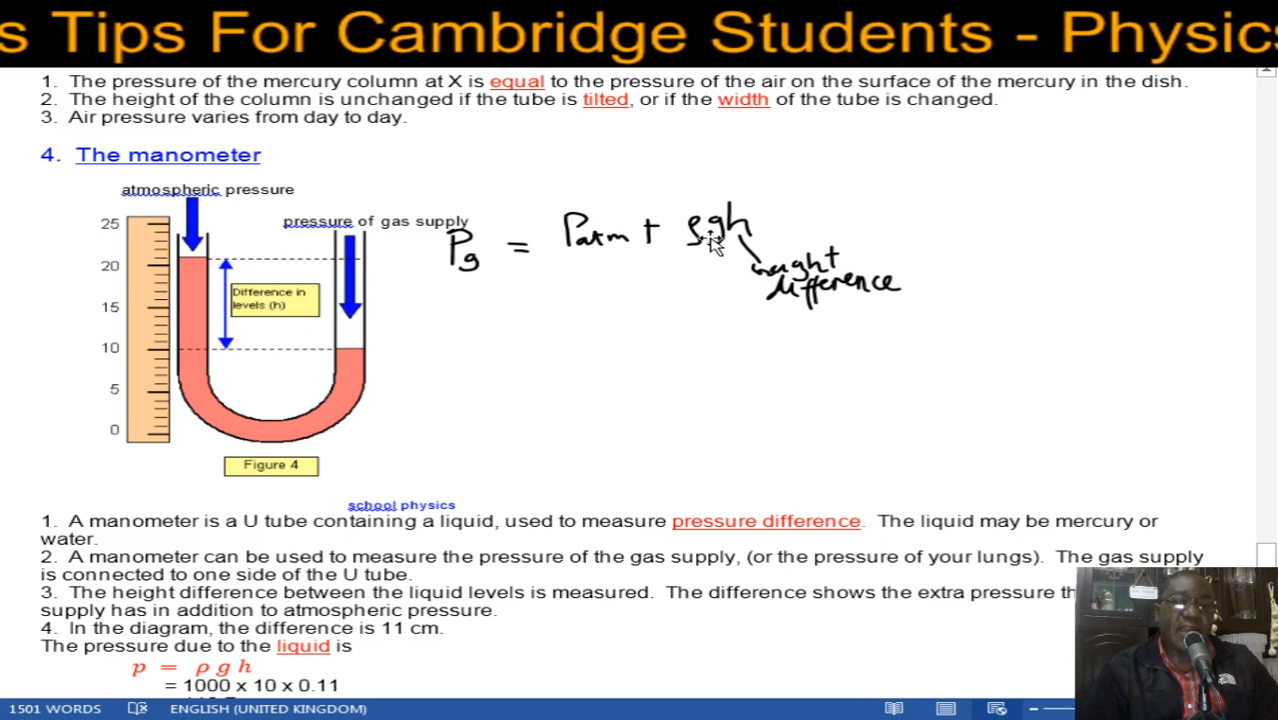 s Tips For Cambridge Students - Physic
1. The pressure of the mercury column at X is equal to the pressure of the air on the surface of the mercury in the dish.
2. The height of the column is unchanged if the tube is tilted, or if the width of the tube is changed.
3. Air pressure varies from day to day.
4. The manometer
atmospheric pressure
pressure of gas supply
25
20
15
10
5
0
Difference in
levels (h)
Pg = Patm + ρgh
height
difference
Figure 4
school physics
1. A manometer is a U tube containing a liquid, used to measure pressure difference. The liquid may be mercury or
water.
2. A manometer can be used to measure the pressure of the gas supply, (or the pressure of your lungs). The gas supply
is connected to one side of the U tube.
3. The height difference between the liquid levels is measured. The difference shows the extra pressure th
supply has in addition to atmospheric pressure.
4. In the diagram, the difference is 11 cm.
The pressure due to the liquid is
p = ρ g h
= 1000 x 10 x 0.11
1501 WORDS ENGLISH (UNITED KINGDOM)